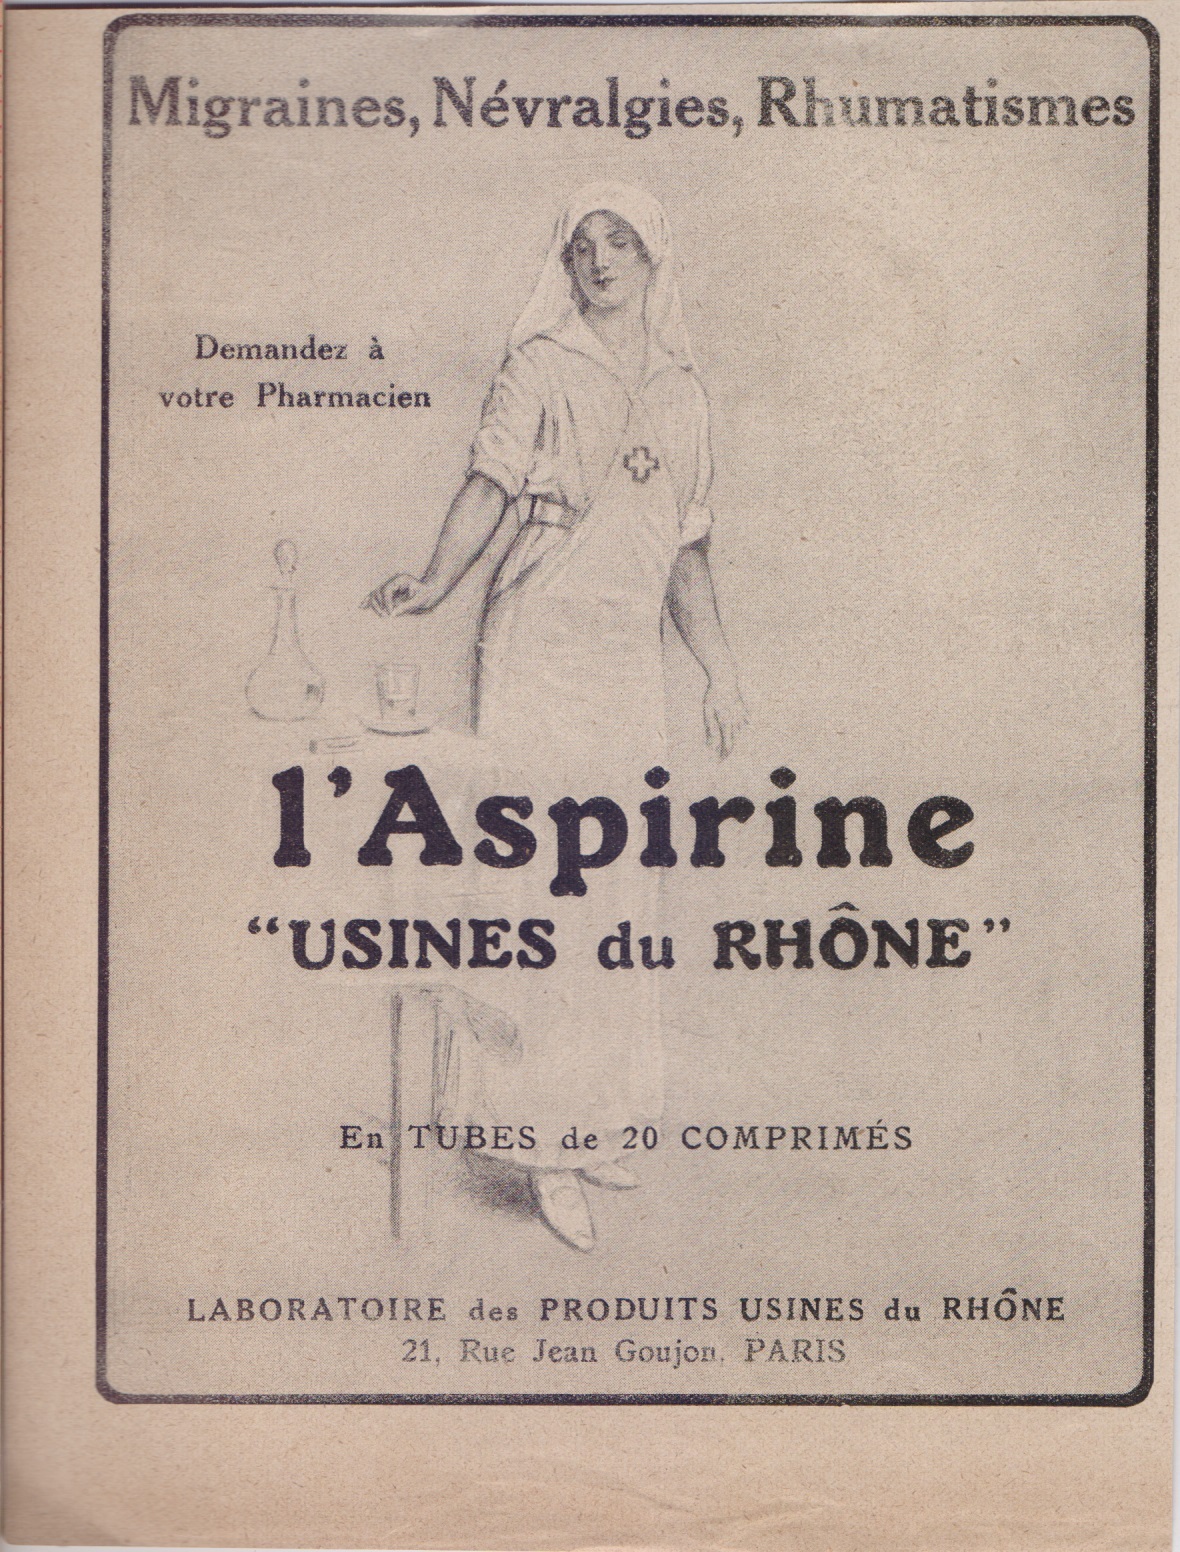 Migraines, Névralgies, Rhumatismes
Demandez à
votre Pharmacien
l'Aspirine
“USINES du RHÔNE”
En TUBES de 20 COMPRIMÉS
LABORATOIRE des PRODUITS USINES du RHÔNE
21, Rue Jean Goujon. PARIS